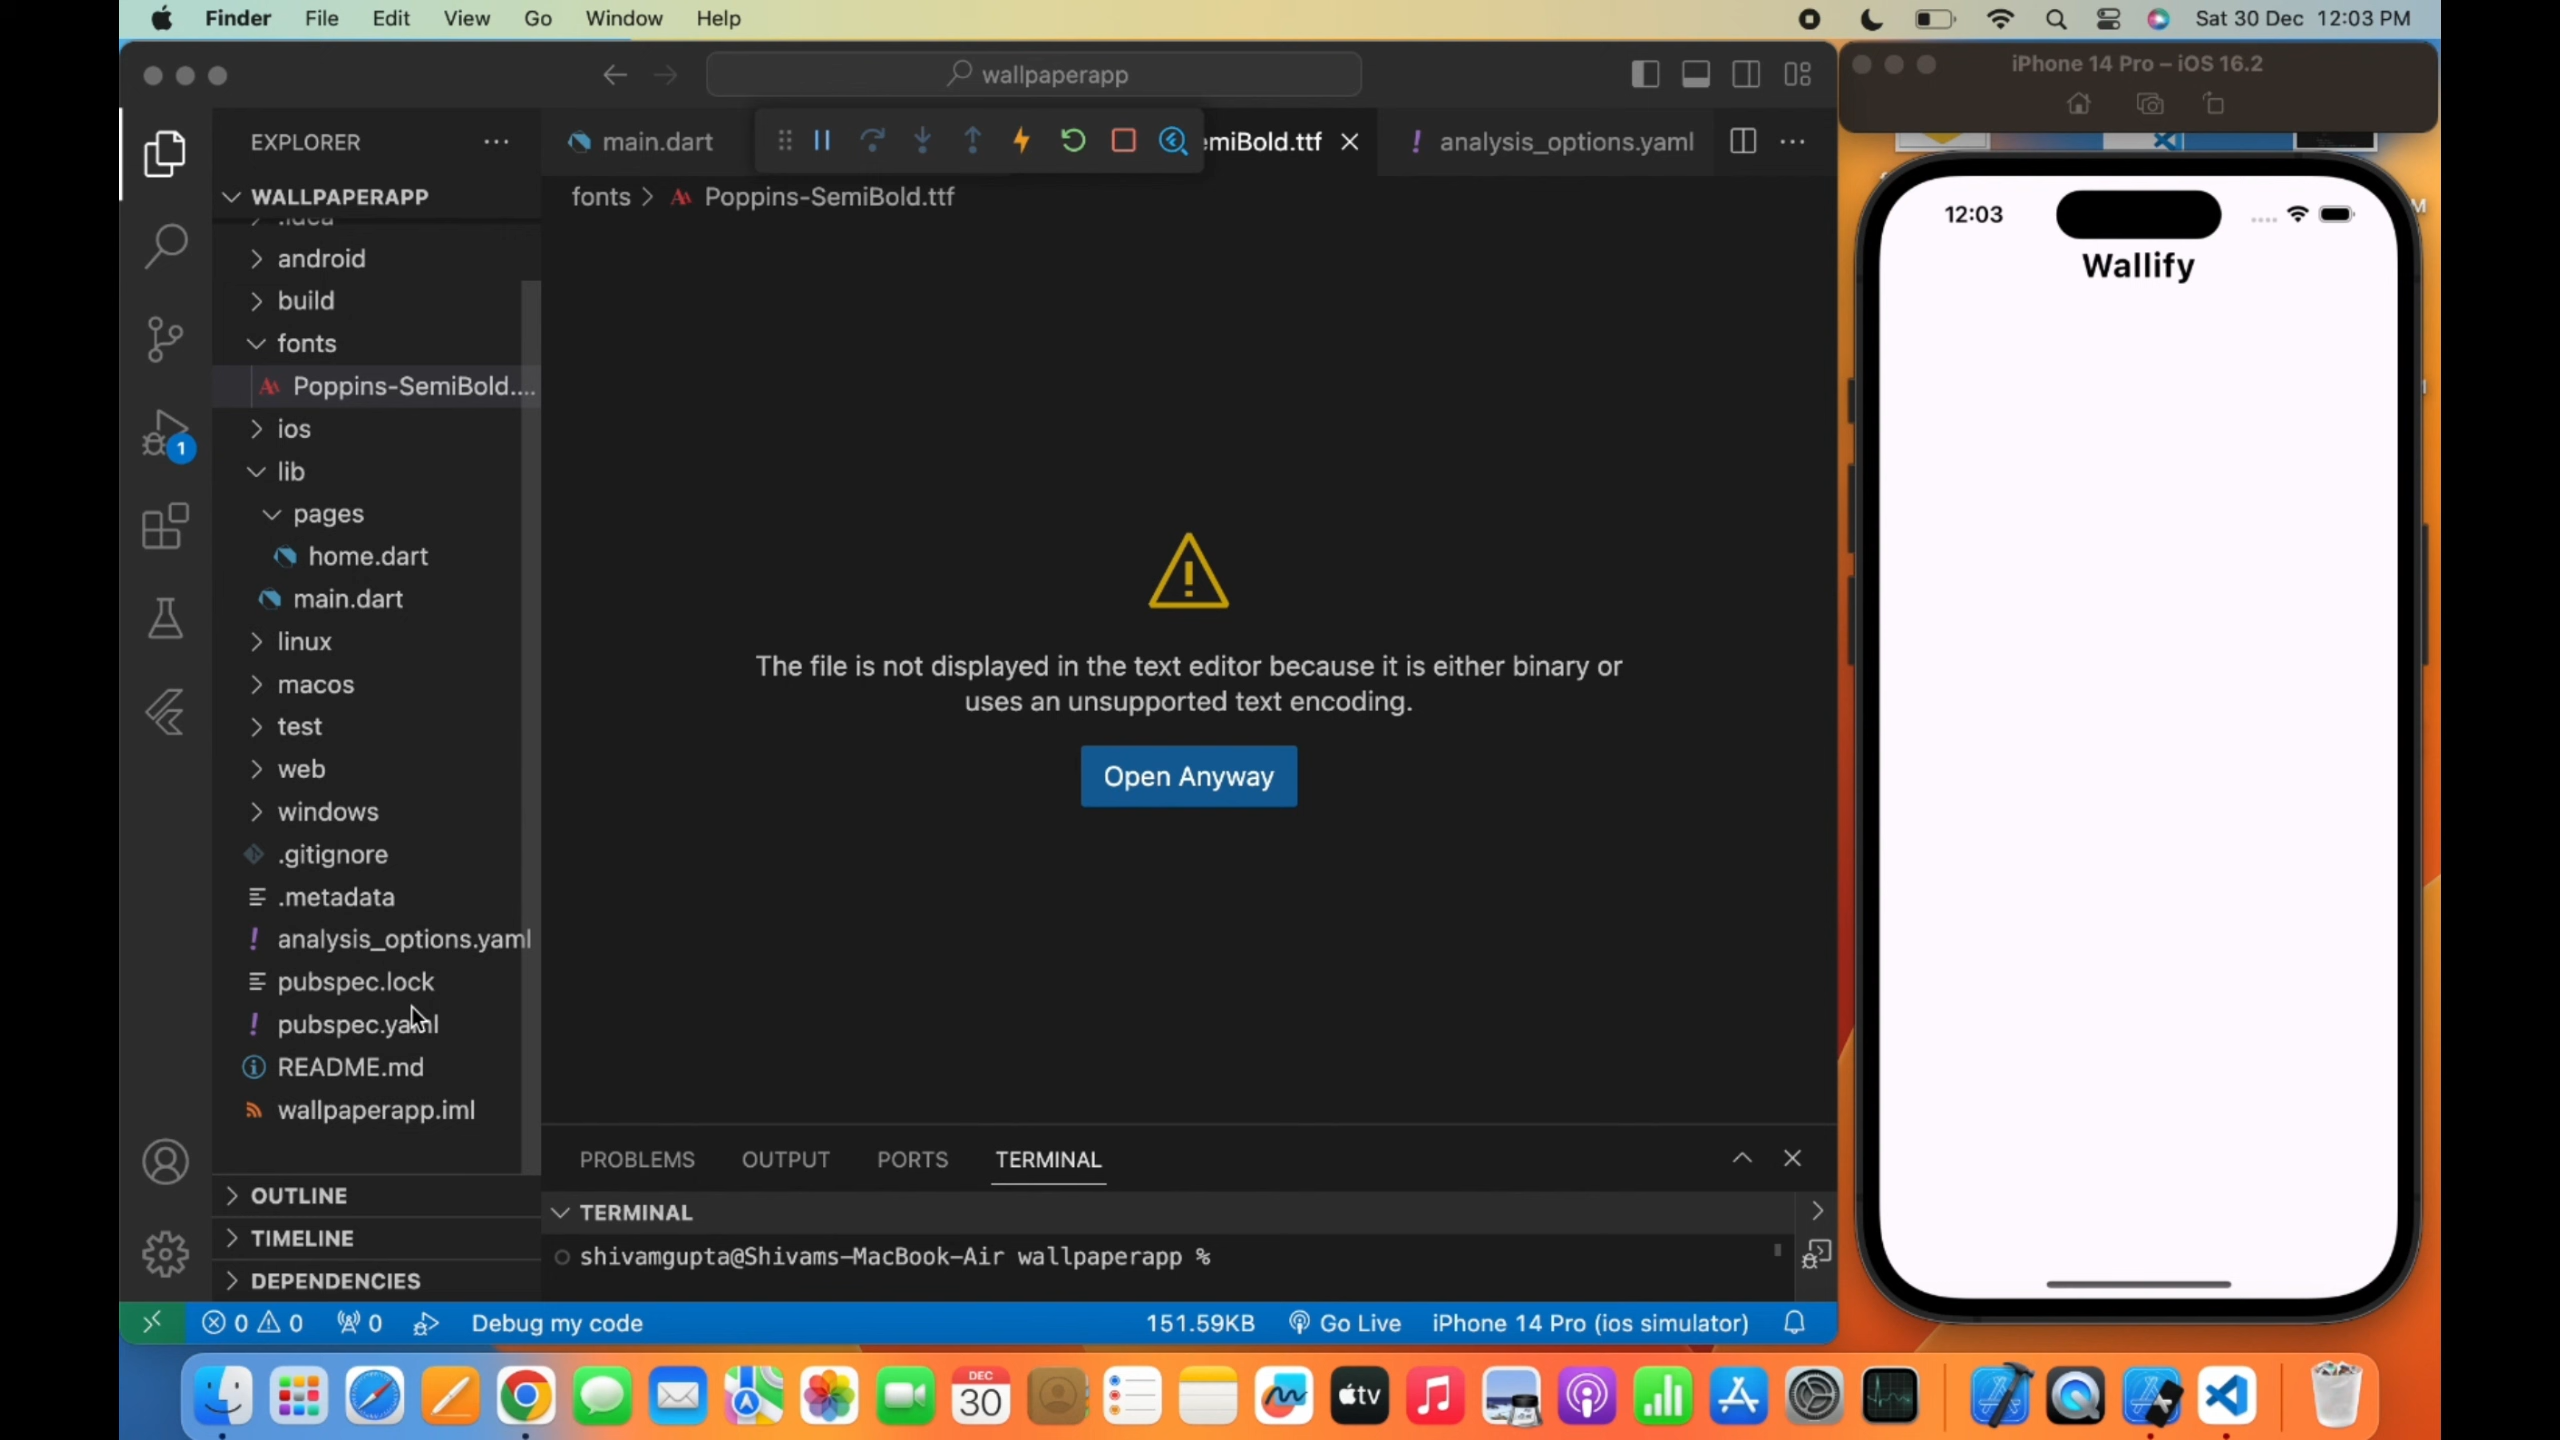 Finder File Edit View Go Window Help
Sat 30 Dec 12:03 PM
wallpaperapp
iPhone 14 Pro – iOS 16.2
EXPLORER
main.dart
emiBold.ttf
! analysis_options.yaml
WALLPAPERAPP
fonts > Poppins-SemiBold.ttf
.idea
android
build
fonts
Poppins-SemiBold....
ios
lib
pages
home.dart
main.dart
linux
macos
test
web
windows
.gitignore
.metadata
! analysis_options.yaml
pubspec.lock
! pubspec.yaml
README.md
wallpaperapp.iml
OUTLINE
TIMELINE
DEPENDENCIES
1
The file is not displayed in the text editor because it is either binary or
uses an unsupported text encoding.
Open Anyway
PROBLEMS OUTPUT PORTS TERMINAL
TERMINAL
shivamgupta@Shivams-MacBook-Air wallpaperapp %
0 0 0 Debug my code
151.59KB Go Live iPhone 14 Pro (ios simulator)
12:03
Wallify
M
DEC
30
tv